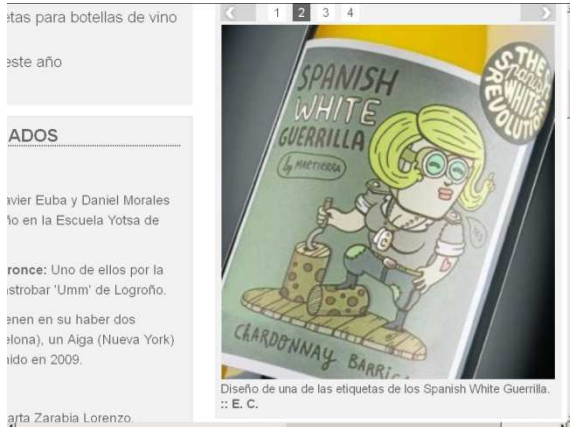 etas para botellas de vino
este año
ADOS
avier Euba y Daniel Morales
ño en la Escuela Yotsa de
ronce: Uno de ellos por la
astrobar 'Umm' de Logroño.
enen en su haber dos
elona), un Aiga (Nueva York)
nido en 2009.
arta Zarabia Lorenzo.
1 2 3 4
THE
Spanish
WHITE
REVOLUTION
SPANISH
WHITE
GUERRILLA
by MARTIERRA
CHARDONNAY BARRIC
Diseño de una de las etiquetas de los Spanish White Guerrilla.
:: E. C.